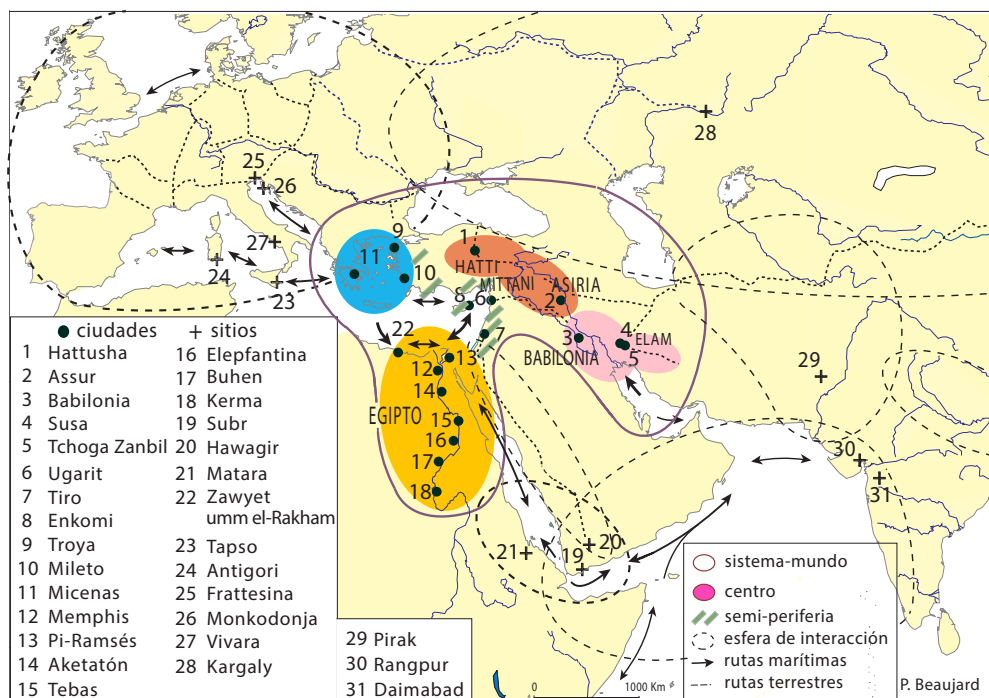 28
25
26
27
24
23
9
11
10
1
HATTI
MITTANI
ASIRIA
2
8
6
7
3
4
5
ELAM
BABILONIA
22
13
12
14
EGIPTO
15
16
17
18
29
30
31
21
20
19
ciudades
1 Hattusha
2 Assur
3 Babilonia
4 Susa
5 Tchoga Zanbil
6 Ugarit
7 Tiro
8 Enkomi
9 Troya
10 Mileto
11 Micenas
12 Memphis
13 Pi-Ramsés
14 Aketatón
15 Tebas
+ sitios
16 Elepfantina
17 Buhen
18 Kerma
19 Subr
20 Hawagir
21 Matara
22 Zawyet
umm el-Rakham
23 Tapso
24 Antigori
25 Frattesina
26 Monkodonja
27 Vivara
28 Kargaly
29 Pirak
30 Rangpur
31 Daimabad
sistema-mundo
centro
semi-periferia
esfera de interacción
rutas marítimas
rutas terrestres
0 1000 Km
P. Beaujard